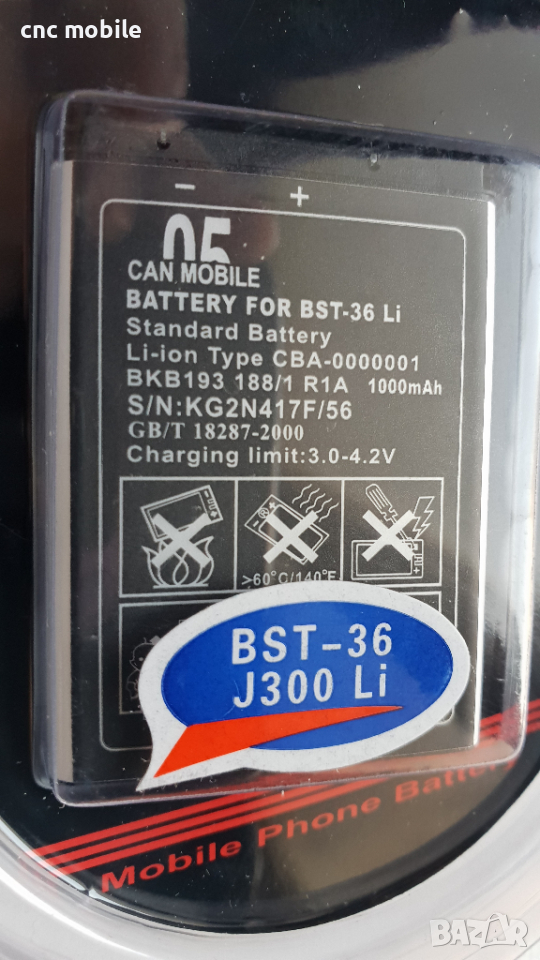 cnc mobile
− +
05
CAN MOBILE
BATTERY FOR BST-36 Li
Standard Battery
Li-ion Type CBA-0000001
BKB193 188/1 R1A 1000mAh
S/N:KG2N417F/56
GB/T 18287-2000
Charging limit:3.0-4.2V
>60°C/140°F
BST-36
J300 Li
Mobile Phone Battery
BAZAR